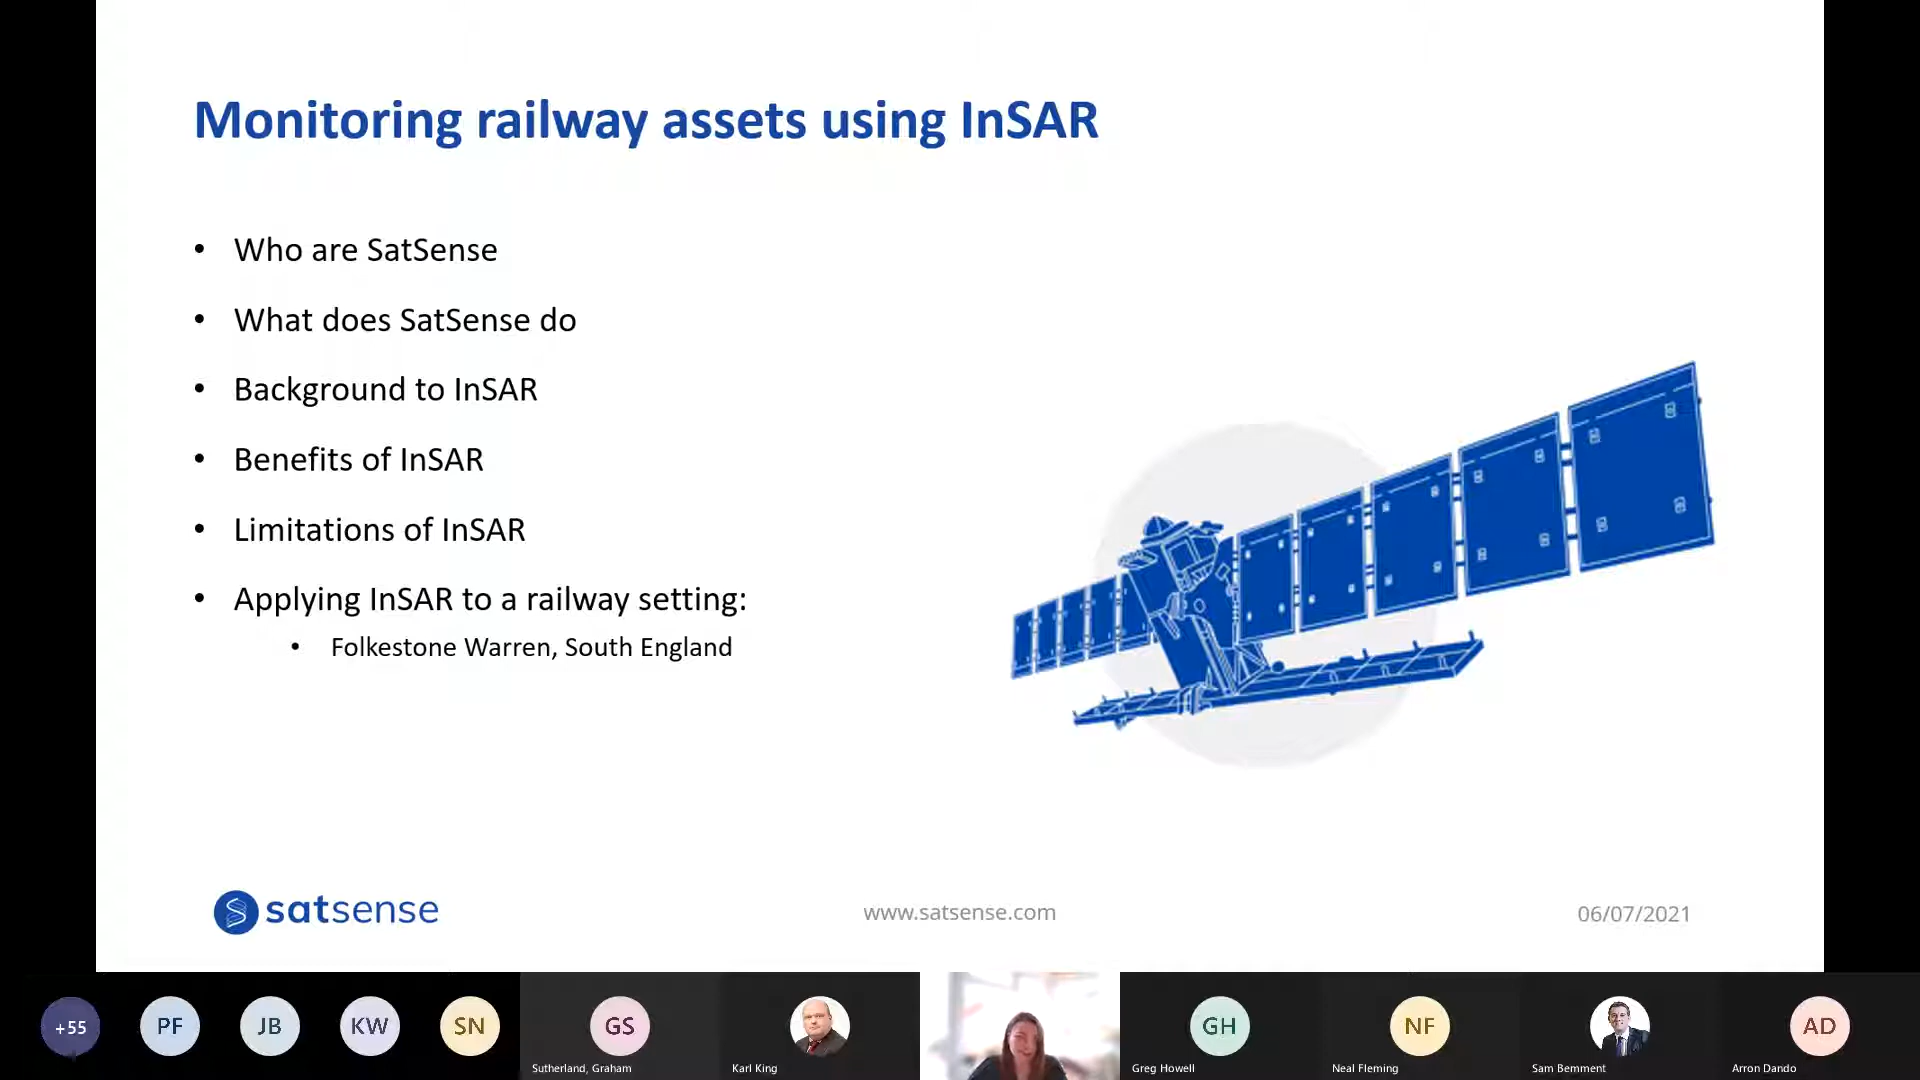 Monitoring railway assets using InSAR
• Who are SatSense
• What does SatSense do
• Background to InSAR
• Benefits of InSAR
• Limitations of InSAR
• Applying InSAR to a railway setting:
• Folkestone Warren, South England
satsense
www.satsense.com
06/07/2021
+55
PF
JB
KW
SN
GS
GH
NF
AD
Sutherland, Graham
Karl King
Greg Howell
Neal Fleming
Sam Bemment
Arron Dando